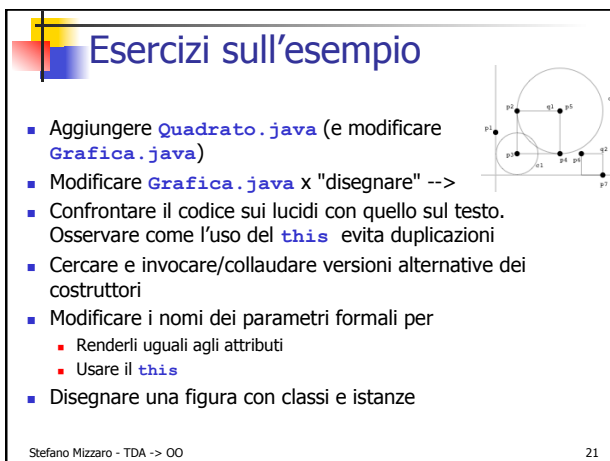 Esercizi sull'esempio
Aggiungere Quadrato.java (e modificare
Grafica.java)
Modificare Grafica.java x "disegnare" -->
Confrontare il codice sui lucidi con quello sul testo.
Osservare come l'uso del this evita duplicazioni
Cercare e invocare/collaudare versioni alternative dei
costruttori
Modificare i nomi dei parametri formali per
Renderli uguali agli attributi
Usare il this
Disegnare una figura con classi e istanze
p2 q1 p5
p1
p3 c1 p4 p6 q2
p7
Stefano Mizzaro - TDA -> OO 21